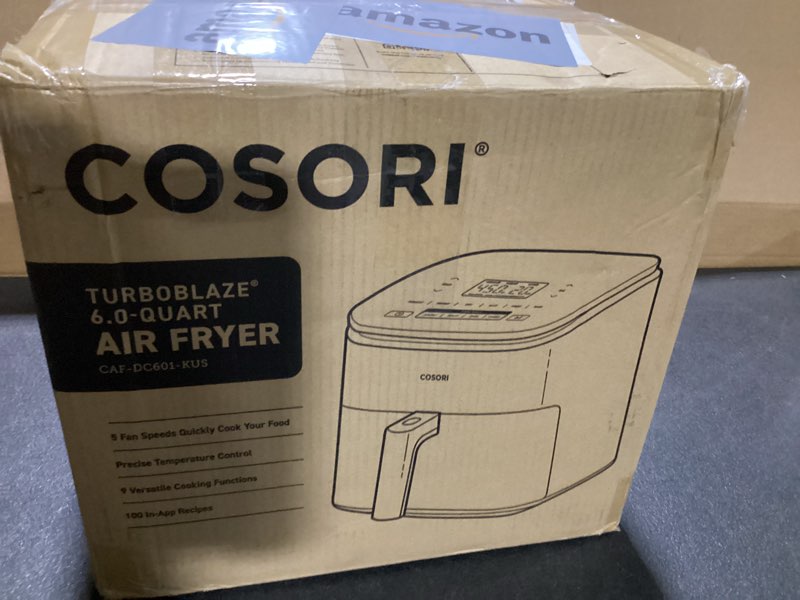 amazon
COSORI®
TURBOBLAZE®
6.0-QUART
AIR FRYER
CAF-DC601-KUS
COSORI
5 Fan Speeds Quickly Cook Your Food
Precise Temperature Control
9 Versatile Cooking Functions
100 In-App Recipes